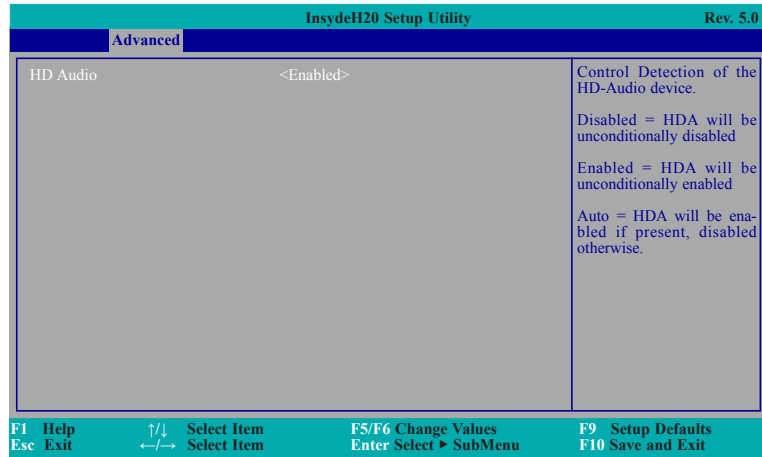 InsydeH20 Setup Utility Rev. 5.0
Advanced
HD Audio <Enabled>
Control Detection of the
HD-Audio device.
Disabled = HDA will be
unconditionally disabled
Enabled = HDA will be
unconditionally enabled
Auto = HDA will be ena-
bled if present, disabled
otherwise.
F1 Help ↑/↓ Select Item F5/F6 Change Values F9 Setup Defaults
Esc Exit ←/→ Select Item Enter Select ► SubMenu F10 Save and Exit